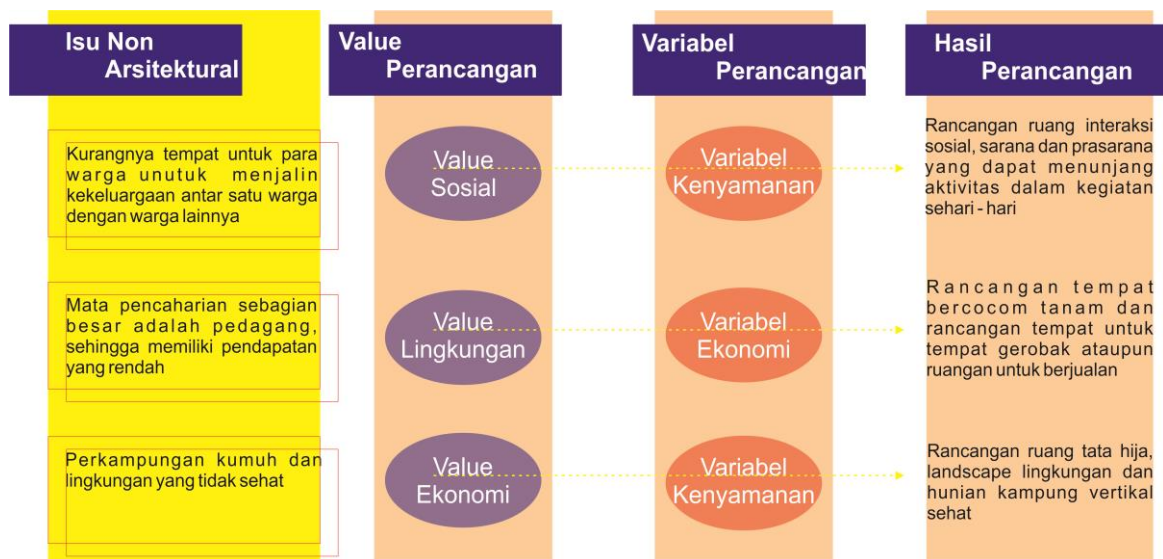 Isu Non
Arsitektural
Value
Perancangan
Variabel
Perancangan
Hasil
Perancangan
Kurangnya tempat untuk para
warga unutuk menjalin
kekeluargaan antar satu warga
dengan warga lainnya
Value
Sosial
Variabel
Kenyamanan
Rancangan ruang interaksi
sosial, sarana dan prasarana
yang dapat menunjang
aktivitas dalam kegiatan
sehari - hari
Mata pencaharian sebagian
besar adalah pedagang,
sehingga memiliki pendapatan
yang rendah
Value
Lingkungan
Variabel
Ekonomi
Rancangan tempat
bercocom tanam dan
rancangan tempat untuk
tempat gerobak ataupun
ruangan untuk berjualan
Perkampungan kumuh dan
lingkungan yang tidak sehat
Value
Ekonomi
Variabel
Kenyamanan
Rancangan ruang tata hija,
landscape lingkungan dan
hunian kampung vertikal
sehat